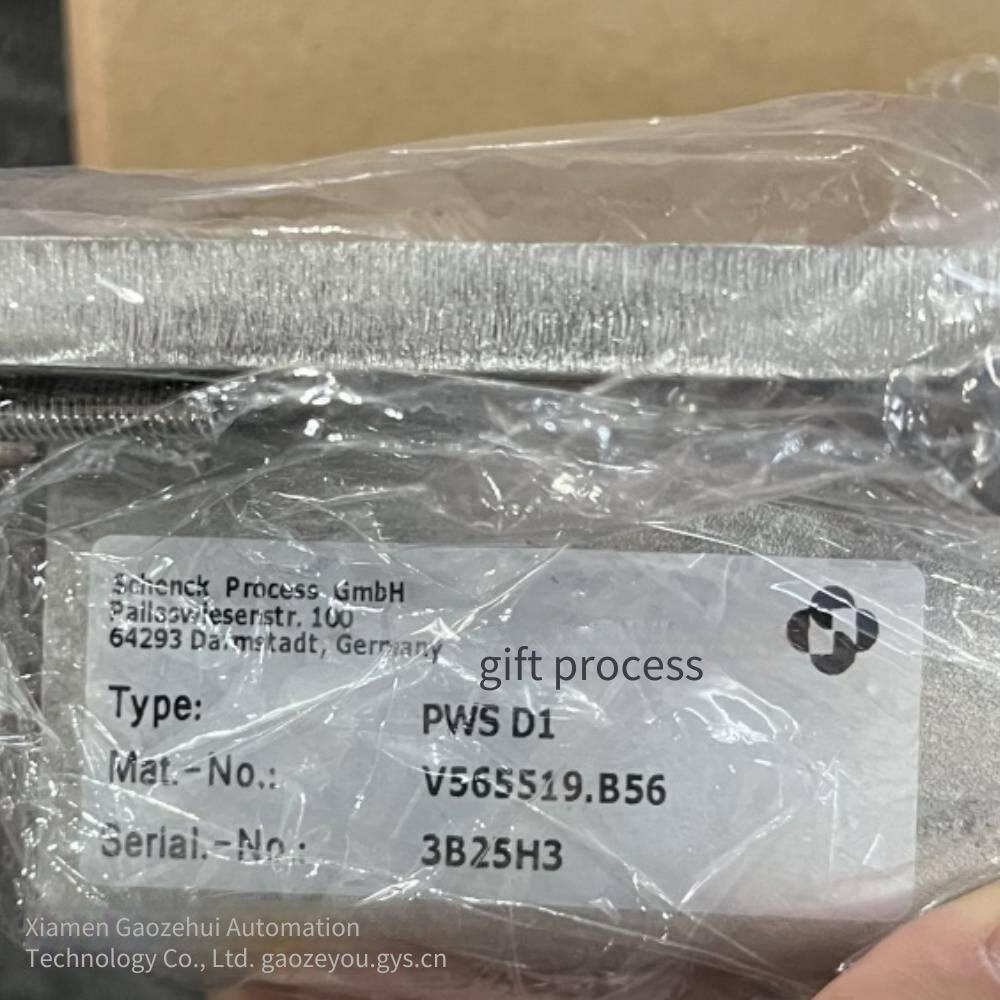 Schenck Process GmbH
Pallaswiesenstr. 100
64293 Darmstadt, Germany
gift process
Type: PWS D1
Mat.-No.: V565519.B56
Serial.-No.: 3B25H3
Xiamen Gaozehui Automation
Technology Co., Ltd. gaozeyou.gys.cn